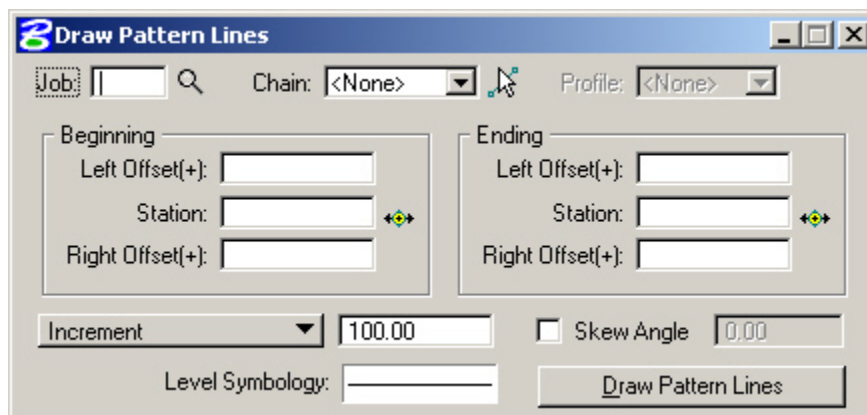 Draw Pattern Lines
Job: Chain: <None> Profile: <None>
Beginning
Left Offset(+):
Station:
Right Offset(+):
Ending
Left Offset(+):
Station:
Right Offset(+):
Increment 100.00 Skew Angle 0.00
Level Symbology: Draw Pattern Lines